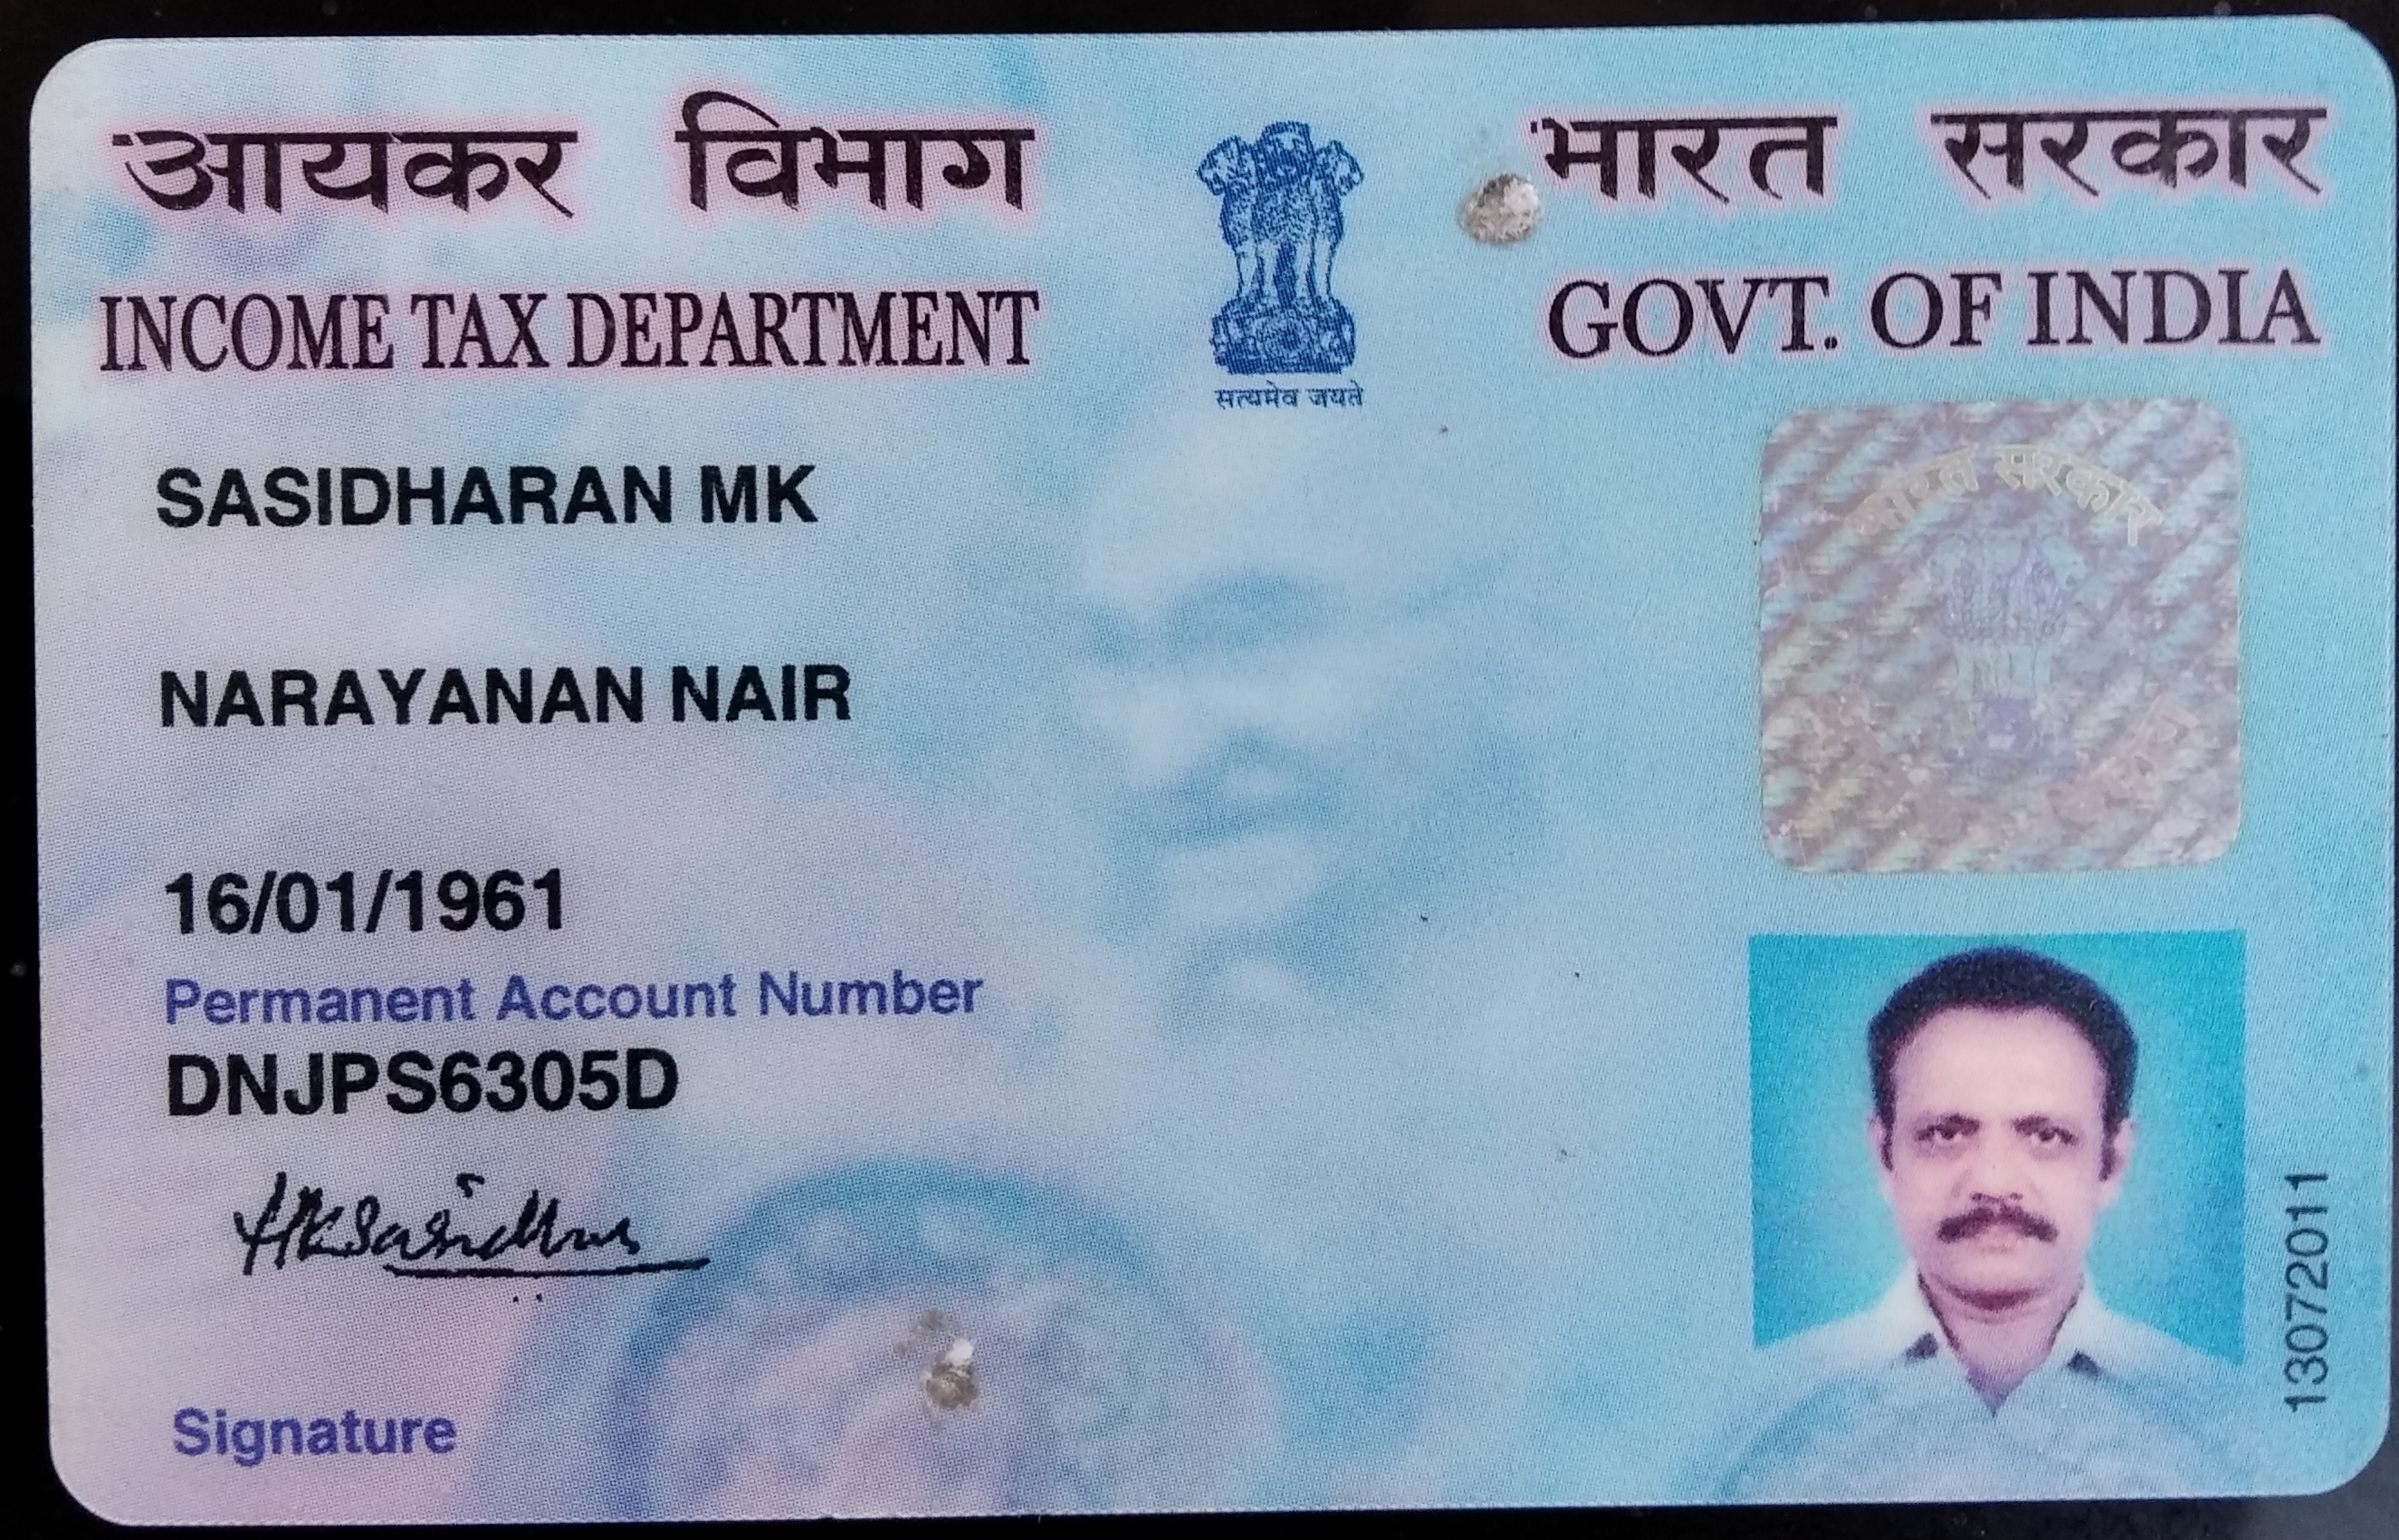 आयकर विभाग
INCOME TAX DEPARTMENT
सत्यमेव जयते
भारत सरकार
GOVT. OF INDIA
भारत सरकार
SASIDHARAN MK
NARAYANAN NAIR
16/01/1961
Permanent Account Number
DNJPS6305D
Signature
13072011